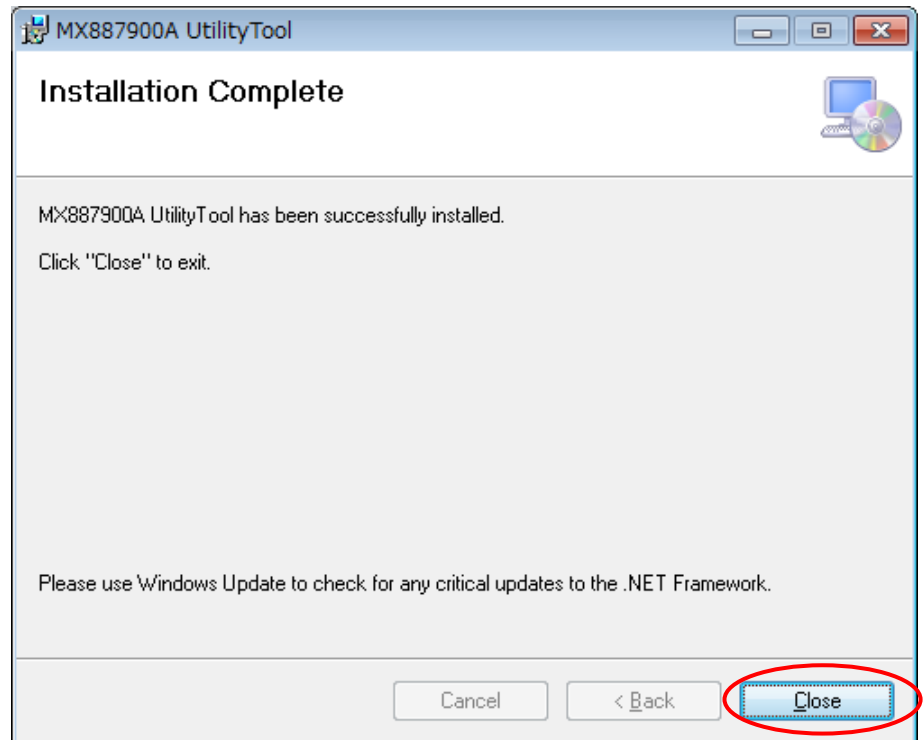 MX887900A UtilityTool
Installation Complete
MX887900A UtilityTool has been successfully installed.
Click "Close" to exit.
Please use Windows Update to check for any critical updates to the .NET Framework.
Cancel
< Back
Close